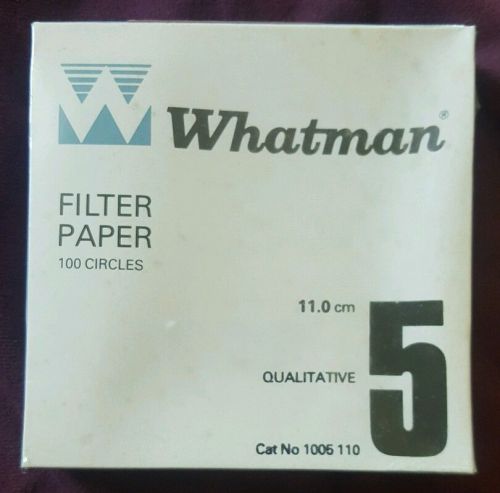 Whatman®
FILTER
PAPER
100 CIRCLES
11.0 cm
5
QUALITATIVE
Cat No 1005 110